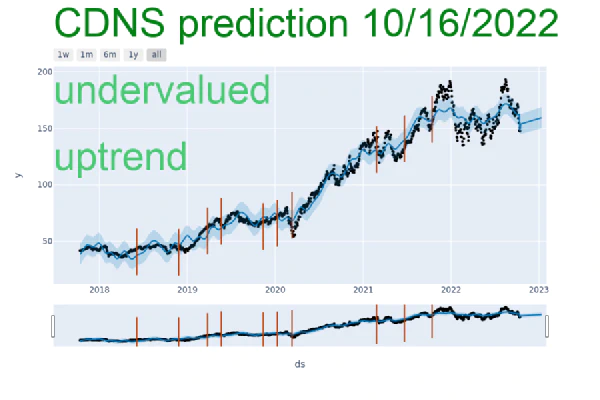 CDNS prediction 10/16/2022
1w 1m 6m 1y all
200
undervalued
150
uptrend
y
100
50
2018 2019 2020 2021 2022 2023
ds